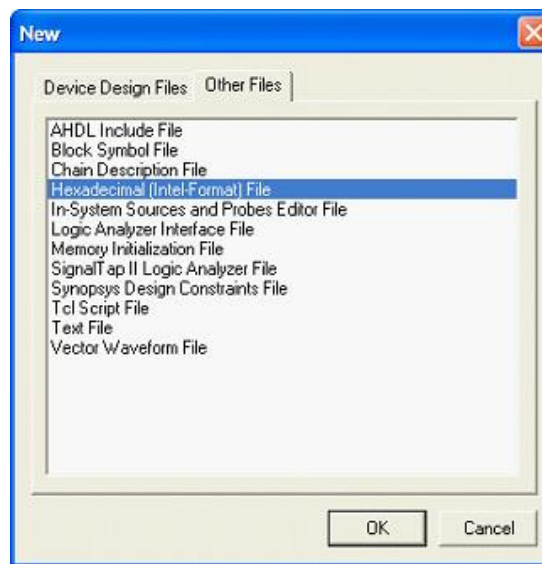 New
Device Design Files Other Files
AHDL Include File
Block Symbol File
Chain Description File
Hexadecimal (Intel-Format) File
In-System Sources and Probes Editor File
Logic Analyzer Interface File
Memory Initialization File
SignalTap II Logic Analyzer File
Synopsys Design Constraints File
Tcl Script File
Text File
Vector Waveform File
OK Cancel